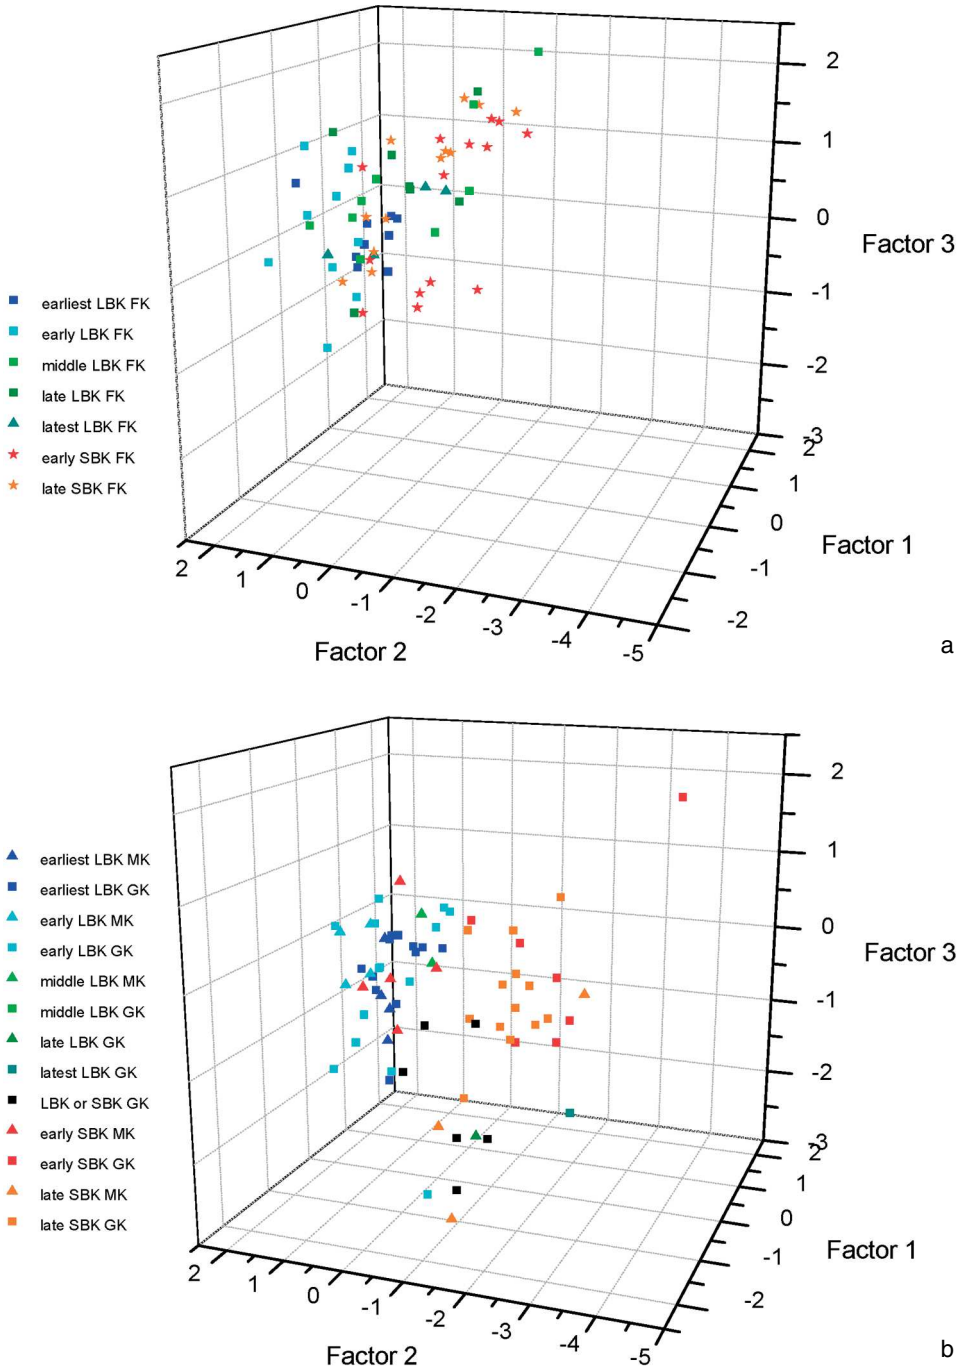 2
1
0
-1
-2
-3
2
1
0
-1
-2
Factor 3
Factor 1
2
1
0
-1
-2
-3
-4
-5
Factor 2
earliest LBK FK
early LBK FK
middle LBK FK
late LBK FK
latest LBK FK
early SBK FK
late SBK FK
a
2
1
0
-1
-2
-3
2
1
0
-1
-2
Factor 3
Factor 1
2
1
0
-1
-2
-3
-4
-5
Factor 2
earliest LBK MK
earliest LBK GK
early LBK MK
early LBK GK
middle LBK MK
middle LBK GK
late LBK GK
latest LBK GK
LBK or SBK GK
early SBK MK
early SBK GK
late SBK MK
late SBK GK
b